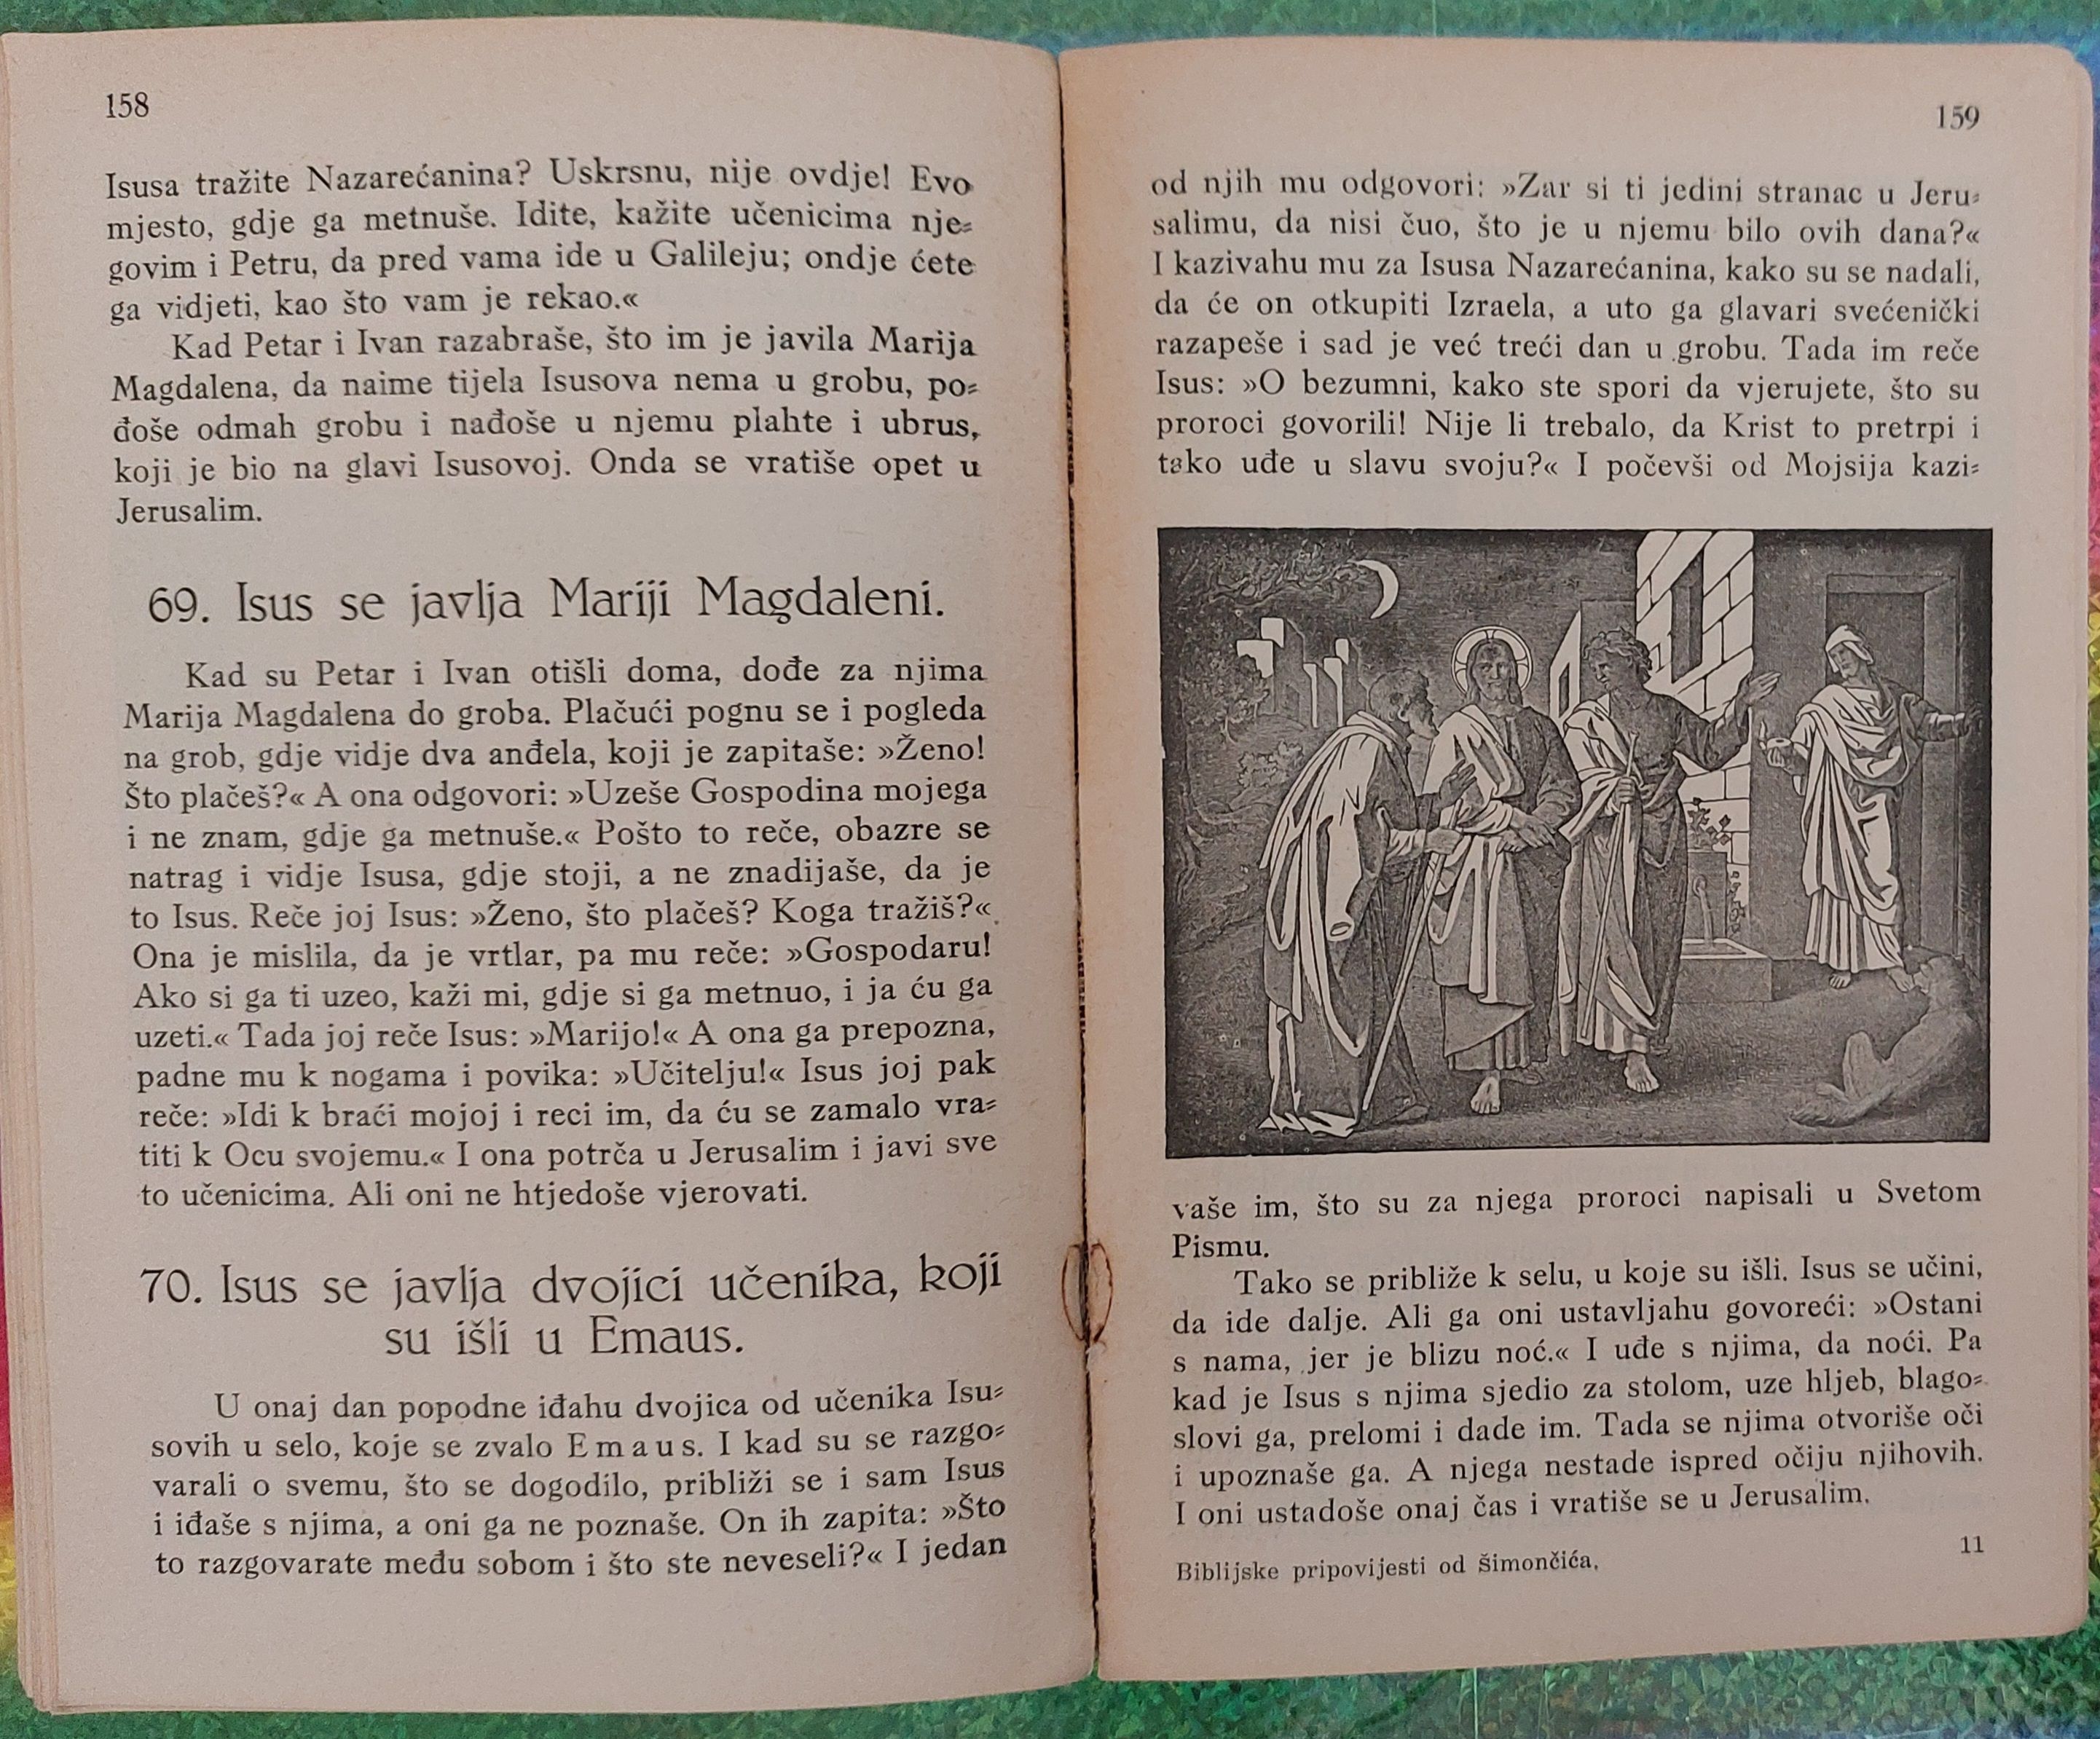 158
Isusa tražite Nazarećanina? Uskrsnu, nije ovdje! Evo
mjesto, gdje ga metnuše. Idite, kažite učenicima nje⸗
govim i Petru, da pred vama ide u Galileju; ondje ćete
ga vidjeti, kao što vam je rekao.«
Kad Petar i Ivan razabraše, što im je javila Marija
Magdalena, da naime tijela Isusova nema u grobu, po⸗
đoše odmah grobu i nađoše u njemu plahte i ubrus,
koji je bio na glavi Isusovoj. Onda se vratiše opet u
Jerusalim.
69. Isus se javlja Mariji Magdaleni.
Kad su Petar i Ivan otišli doma, dođe za njima
Marija Magdalena do groba. Plačući pognu se i pogleda
na grob, gdje vidje dva anđela, koji je zapitaše: »Ženo!
Što plačeš?« A ona odgovori: »Uzeše Gospodina mojega
i ne znam, gdje ga metnuše.« Pošto to reče, obazre se
natrag i vidje Isusa, gdje stoji, a ne znadijaše, da je
to Isus. Reče joj Isus: »Ženo, što plačeš? Koga tražiš?«
Ona je mislila, da je vrtlar, pa mu reče: »Gospodaru!
Ako si ga ti uzeo, kaži mi, gdje si ga metnuo, i ja ću ga
uzeti.« Tada joj reče Isus: »Marijo!« A ona ga prepozna,
padne mu k nogama i povika: »Učitelju!« Isus joj pak
reče: »Idi k braći mojoj i reci im, da ću se zamalo vra⸗
titi k Ocu svojemu.« I ona potrča u Jerusalim i javi sve
to učenicima. Ali oni ne htjedoše vjerovati.
70. Isus se javlja dvojici učenika, koji
su išli u Emaus.
U onaj dan popodne iđahu dvojica od učenika Isu⸗
sovih u selo, koje se zvalo Emaus. I kad su se razgo⸗
varali o svemu, što se dogodilo, približi se i sam Isus
i iđaše s njima, a oni ga ne poznaše. On ih zapita: »Što
to razgovarate među sobom i što ste neveseli?« I jedan
159
od njih mu odgovori: »Zar si ti jedini stranac u Jeru⸗
salimu, da nisi čuo, što je u njemu bilo ovih dana?«
I kazivahu mu za Isusa Nazarećanina, kako su se nadali,
da će on otkupiti Izraela, a uto ga glavari svećenički
razapeše i sad je već treći dan u grobu. Tada im reče
Isus: »O bezumni, kako ste spori da vjerujete, što su
proroci govorili! Nije li trebalo, da Krist to pretrpi i
tako uđe u slavu svoju?« I počevši od Mojsija kazi⸗
vaše im, što su za njega proroci napisali u Svetom
Pismu.
Tako se približe k selu, u koje su išli. Isus se učini,
da ide dalje. Ali ga oni ustavljahu govoreći: »Ostani
s nama, jer je blizu noć.« I uđe s njima, da noći. Pa
kad je Isus s njima sjedio za stolom, uze hljeb, blago⸗
slovi ga, prelomi i dade im. Tada se njima otvoriše oči
i upoznaše ga. A njega nestade ispred očiju njihovih.
I oni ustadoše onaj čas i vratiše se u Jerusalim.
Biblijske pripovijesti od Šimončića.
11